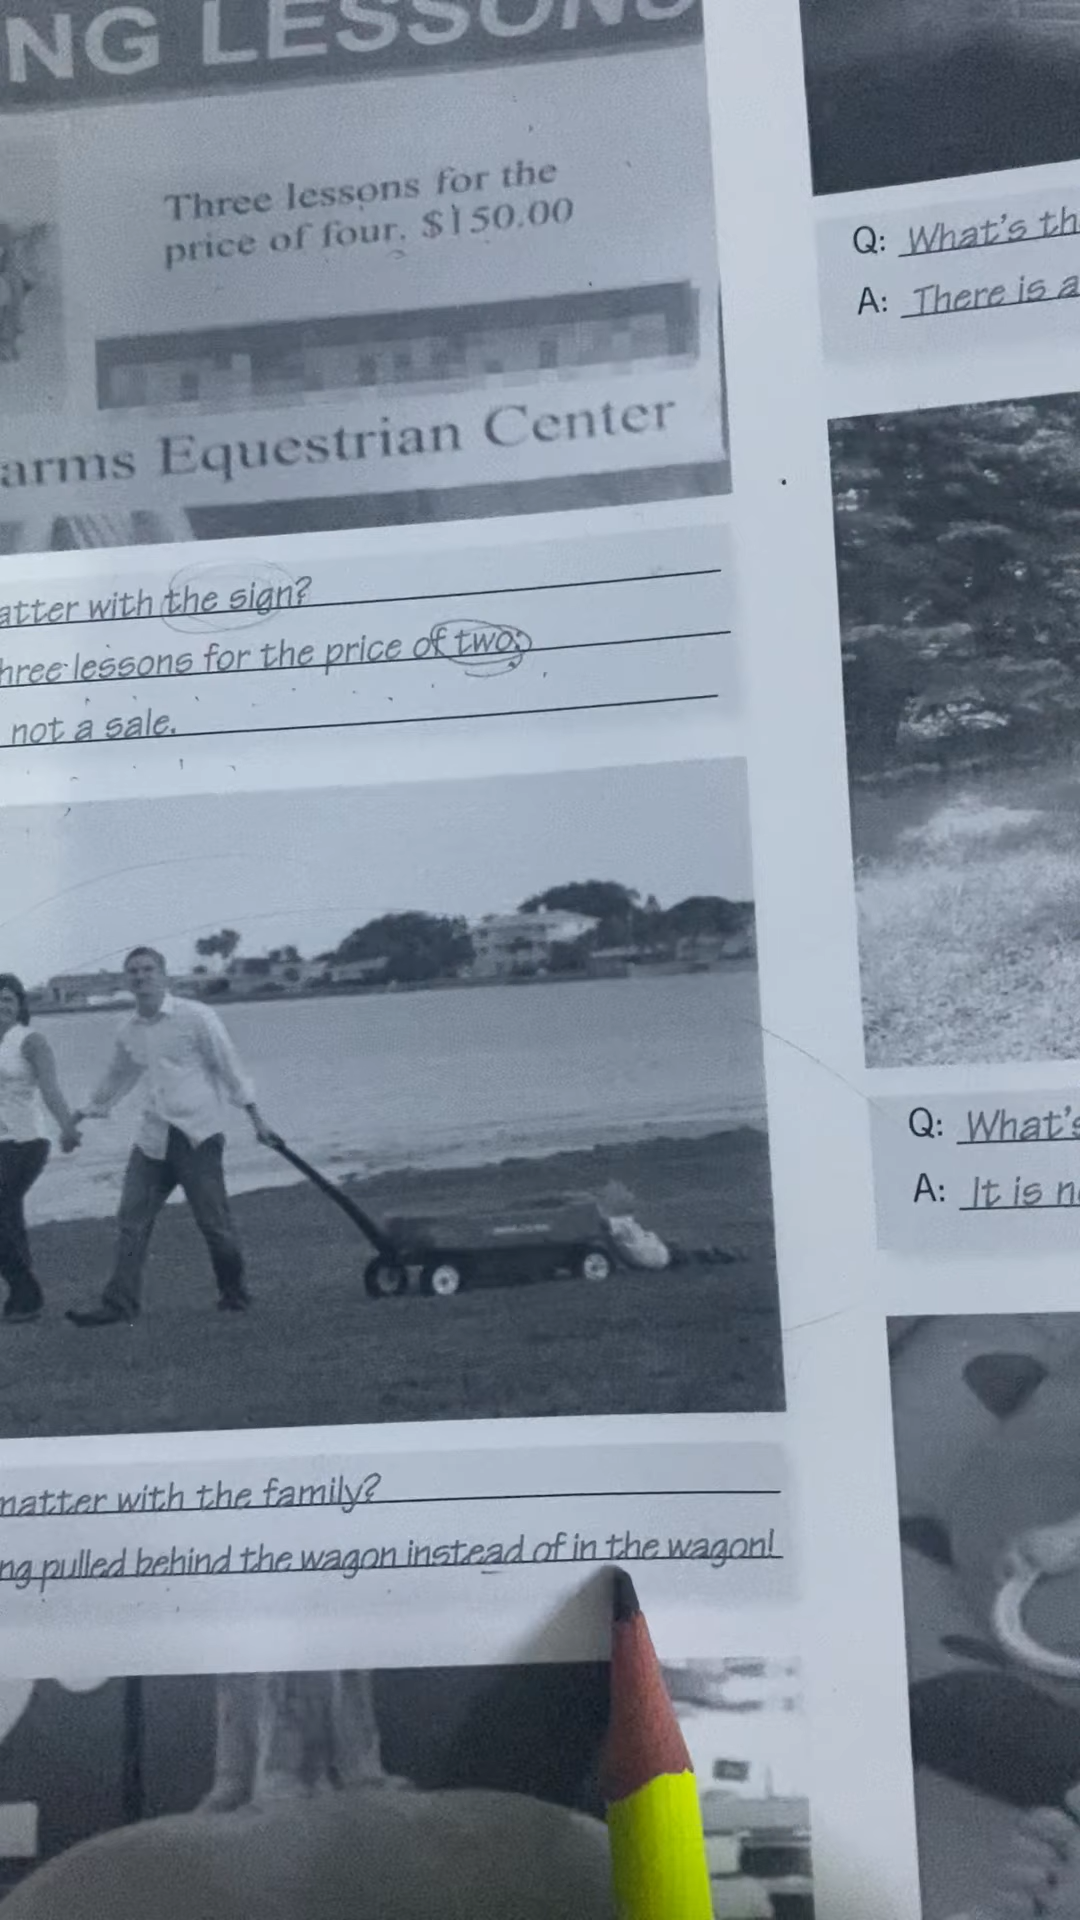 NG LESSONS
Three lessons for the
price of four. $150.00
arms Equestrian Center
atter with the sign?
hree lessons for the price of two,
not a sale.
matter with the family?
ng pulled behind the wagon instead of in the wagon!
Q: What's th
A: There is a
Q: What's
A: It is n